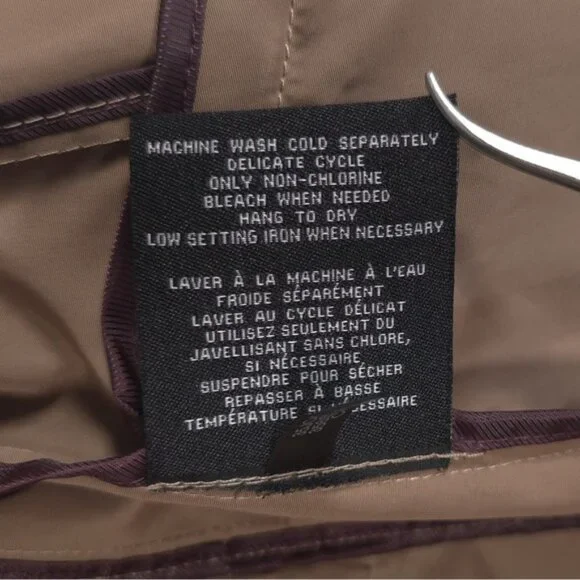 MACHINE WASH COLD SEPARATELY
DELICATE CYCLE
ONLY NON-CHLORINE
BLEACH WHEN NEEDED
HANG TO DRY
LOW SETTING IRON WHEN NECESSARY
LAVER À LA MACHINE À L'EAU
FROIDE SÉPARÉMENT
LAVER AU CYCLE DÉLICAT
UTILISEZ SEULEMENT DU
JAVELLISANT SANS CHLORE,
SI NÉCESSAIRE,
SUSPENDRE POUR SÉCHER
REPASSER À BASSE
TEMPÉRATURE SI